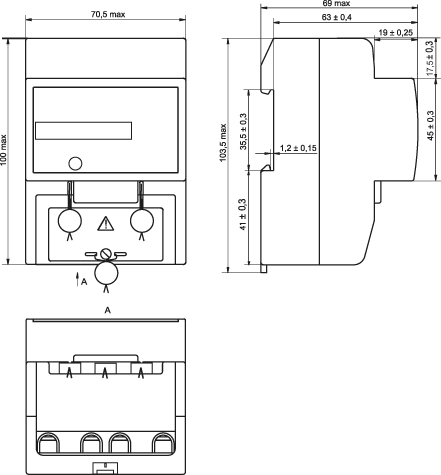 70,5 max
69 max
63 ± 0,4
19 ± 0,25
17,5 ± 0,3
100 max
103,5 max
35,5 ± 0,3
45 ± 0,3
1,2 ± 0,15
41 ± 0,3
A
A